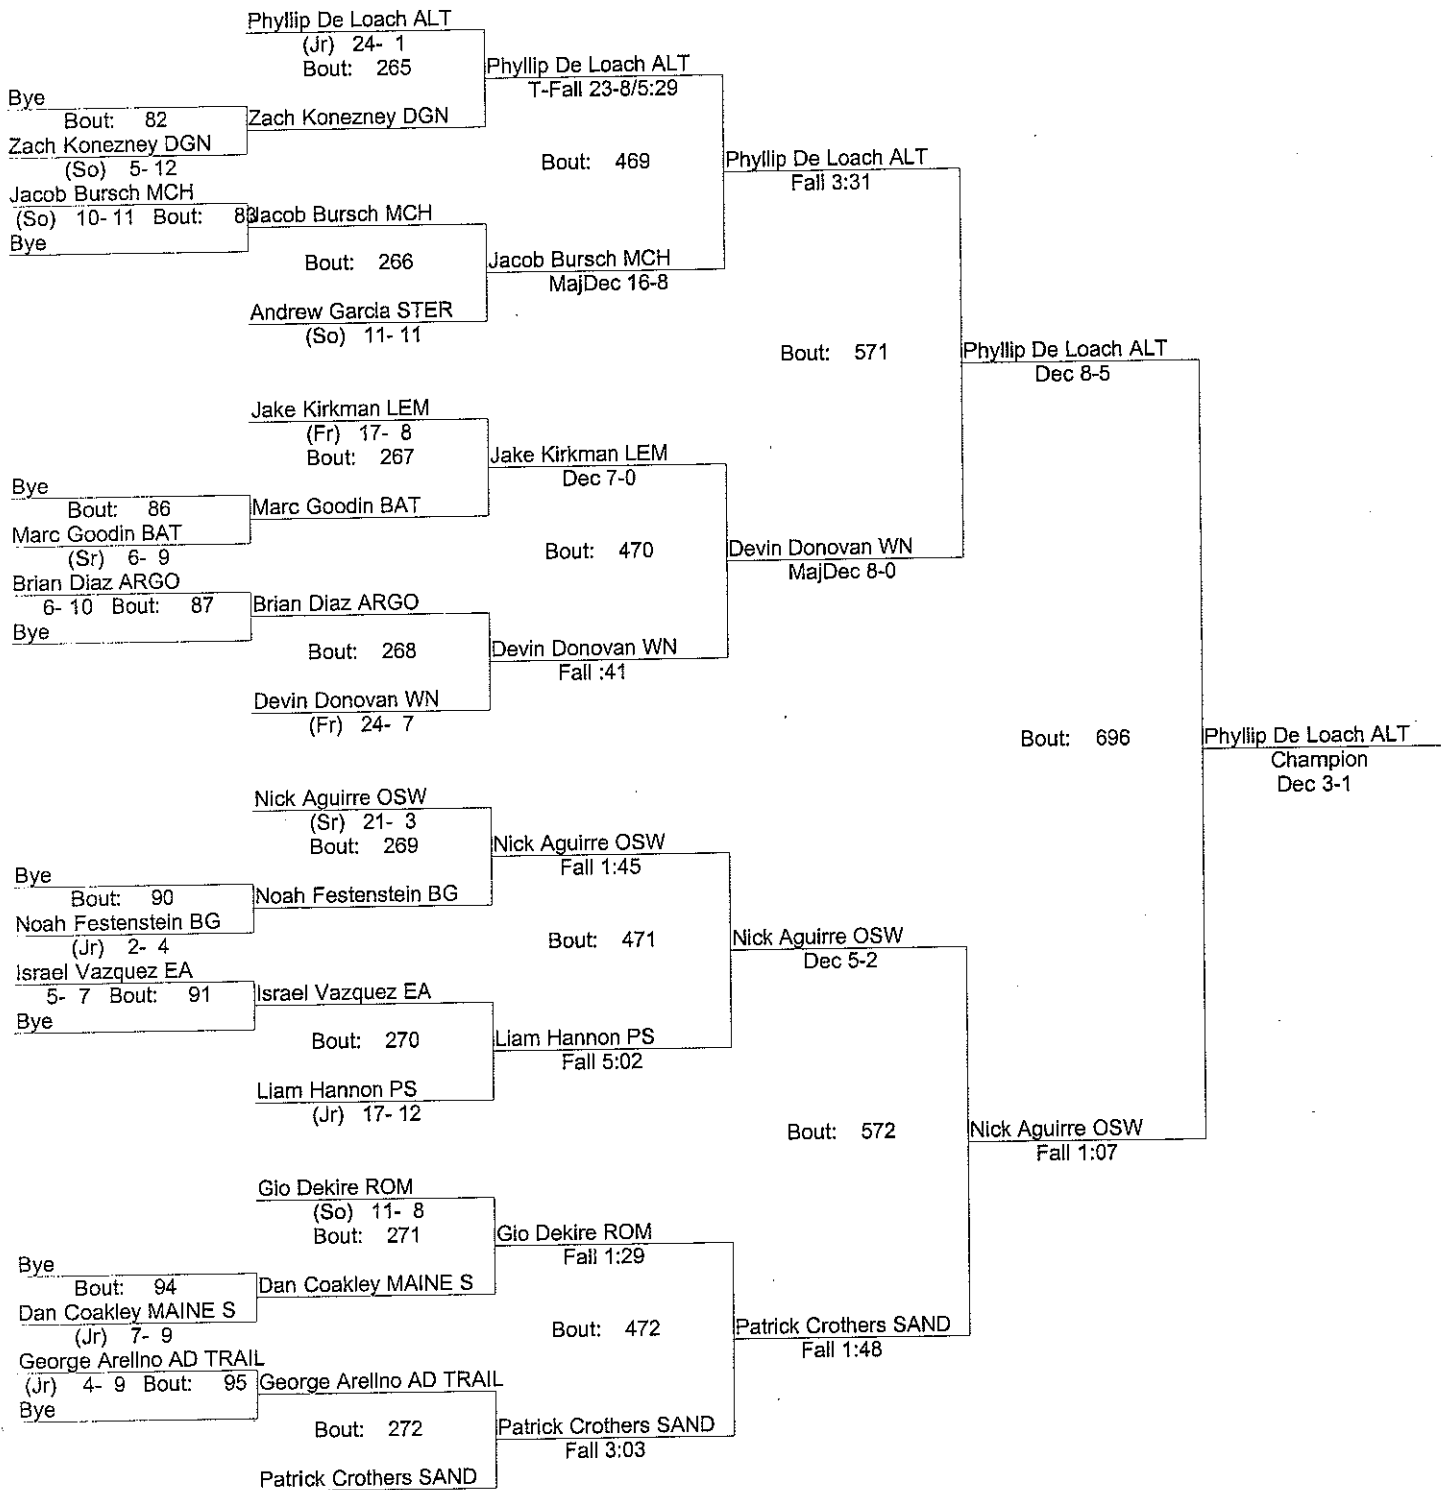 Phyllip De Loach ALT
(Jr) 24- 1
Bout: 265
Phyllip De Loach ALT
T-Fall 23-8/5:29
Bye
Bout: 82
Zach Konezney DGN
Zach Konezney DGN
(So) 5- 12
Bout: 469
Phyllip De Loach ALT
Fall 3:31
Jacob Bursch MCH
(So) 10- 11 Bout: 83
Jacob Bursch MCH
Bye
Bout: 266
Jacob Bursch MCH
MajDec 16-8
Andrew Garcia STER
(So) 11- 11
Bout: 571
Phyllip De Loach ALT
Dec 8-5
Jake Kirkman LEM
(Fr) 17- 8
Bout: 267
Jake Kirkman LEM
Dec 7-0
Bye
Bout: 86
Marc Goodin BAT
Marc Goodin BAT
(Sr) 6- 9
Bout: 470
Devin Donovan WN
MajDec 8-0
Brian Diaz ARGO
6- 10 Bout: 87
Brian Diaz ARGO
Bye
Bout: 268
Devin Donovan WN
Fall :41
Devin Donovan WN
(Fr) 24- 7
Bout: 696
Phyllip De Loach ALT
Champion
Dec 3-1
Nick Aguirre OSW
(Sr) 21- 3
Bout: 269
Nick Aguirre OSW
Fall 1:45
Bye
Bout: 90
Noah Festenstein BG
Noah Festenstein BG
(Jr) 2- 4
Bout: 471
Nick Aguirre OSW
Dec 5-2
Israel Vazquez EA
5- 7 Bout: 91
Israel Vazquez EA
Bye
Bout: 270
Liam Hannon PS
Fall 5:02
Liam Hannon PS
(Jr) 17- 12
Bout: 572
Nick Aguirre OSW
Fall 1:07
Gio Dekire ROM
(So) 11- 8
Bout: 271
Gio Dekire ROM
Fall 1:29
Bye
Bout: 94
Dan Coakley MAINE S
Dan Coakley MAINE S
(Jr) 7- 9
Bout: 472
Patrick Crothers SAND
Fall 1:48
George Arellno AD TRAIL
(Jr) 4- 9 Bout: 95
George Arellno AD TRAIL
Bye
Bout: 272
Patrick Crothers SAND
Fall 3:03
Patrick Crothers SAND